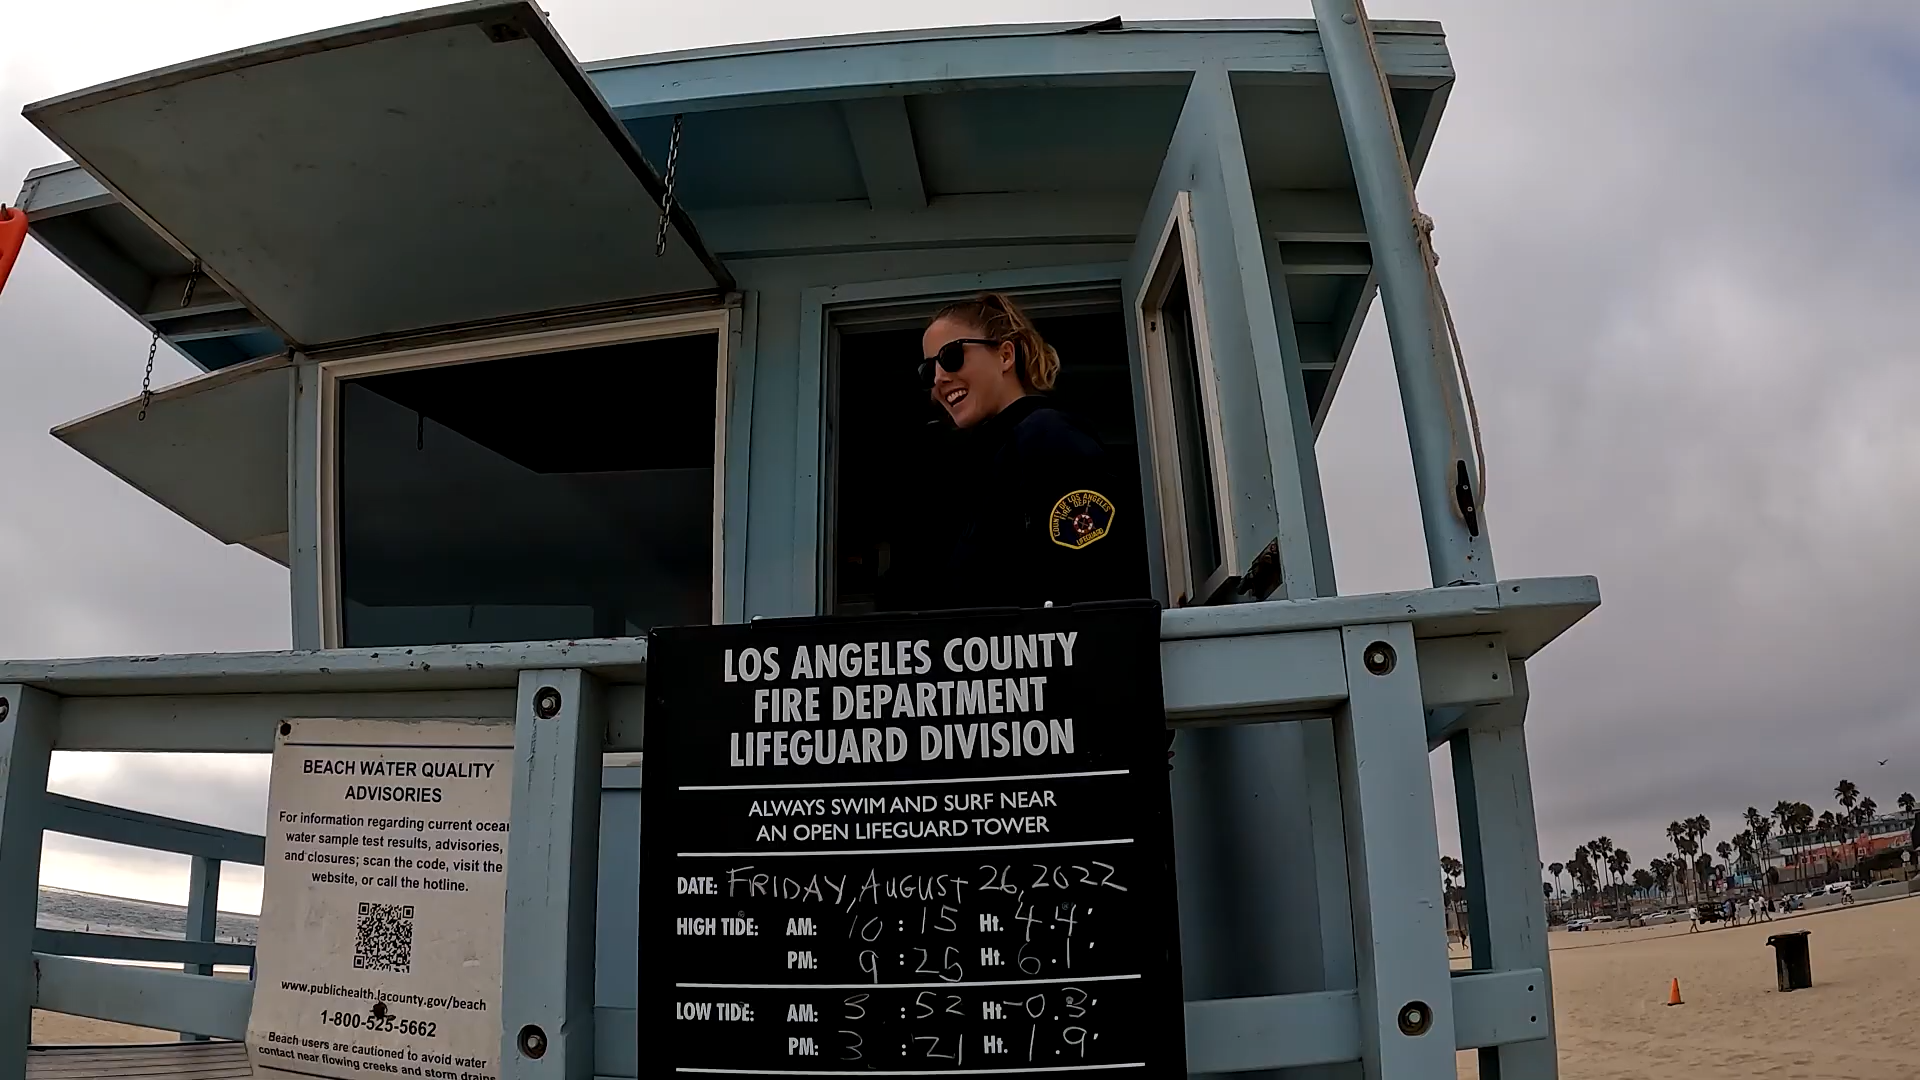 COUNTY OF LOS ANGELES
FIRE DEPT
LIFEGUARD
LOS ANGELES COUNTY
FIRE DEPARTMENT
LIFEGUARD DIVISION
ALWAYS SWIM AND SURF NEAR
AN OPEN LIFEGUARD TOWER
DATE: FRIDAY, AUGUST 26, 2022
HIGH TIDE: AM: 10 : 15 Ht. 4.4'
PM: 9 : 25 Ht. 6.1'
LOW TIDE: AM: 3 : 52 Ht. -0.3'
PM: 3 : 21 Ht. 1.9'
BEACH WATER QUALITY
ADVISORIES
For information regarding current ocean
water sample test results, advisories,
and closures; scan the code, visit the
website, or call the hotline.
www.publichealth.lacounty.gov/beach
1-800-525-5662
Beach users are cautioned to avoid water
contact near flowing creeks and storm drains